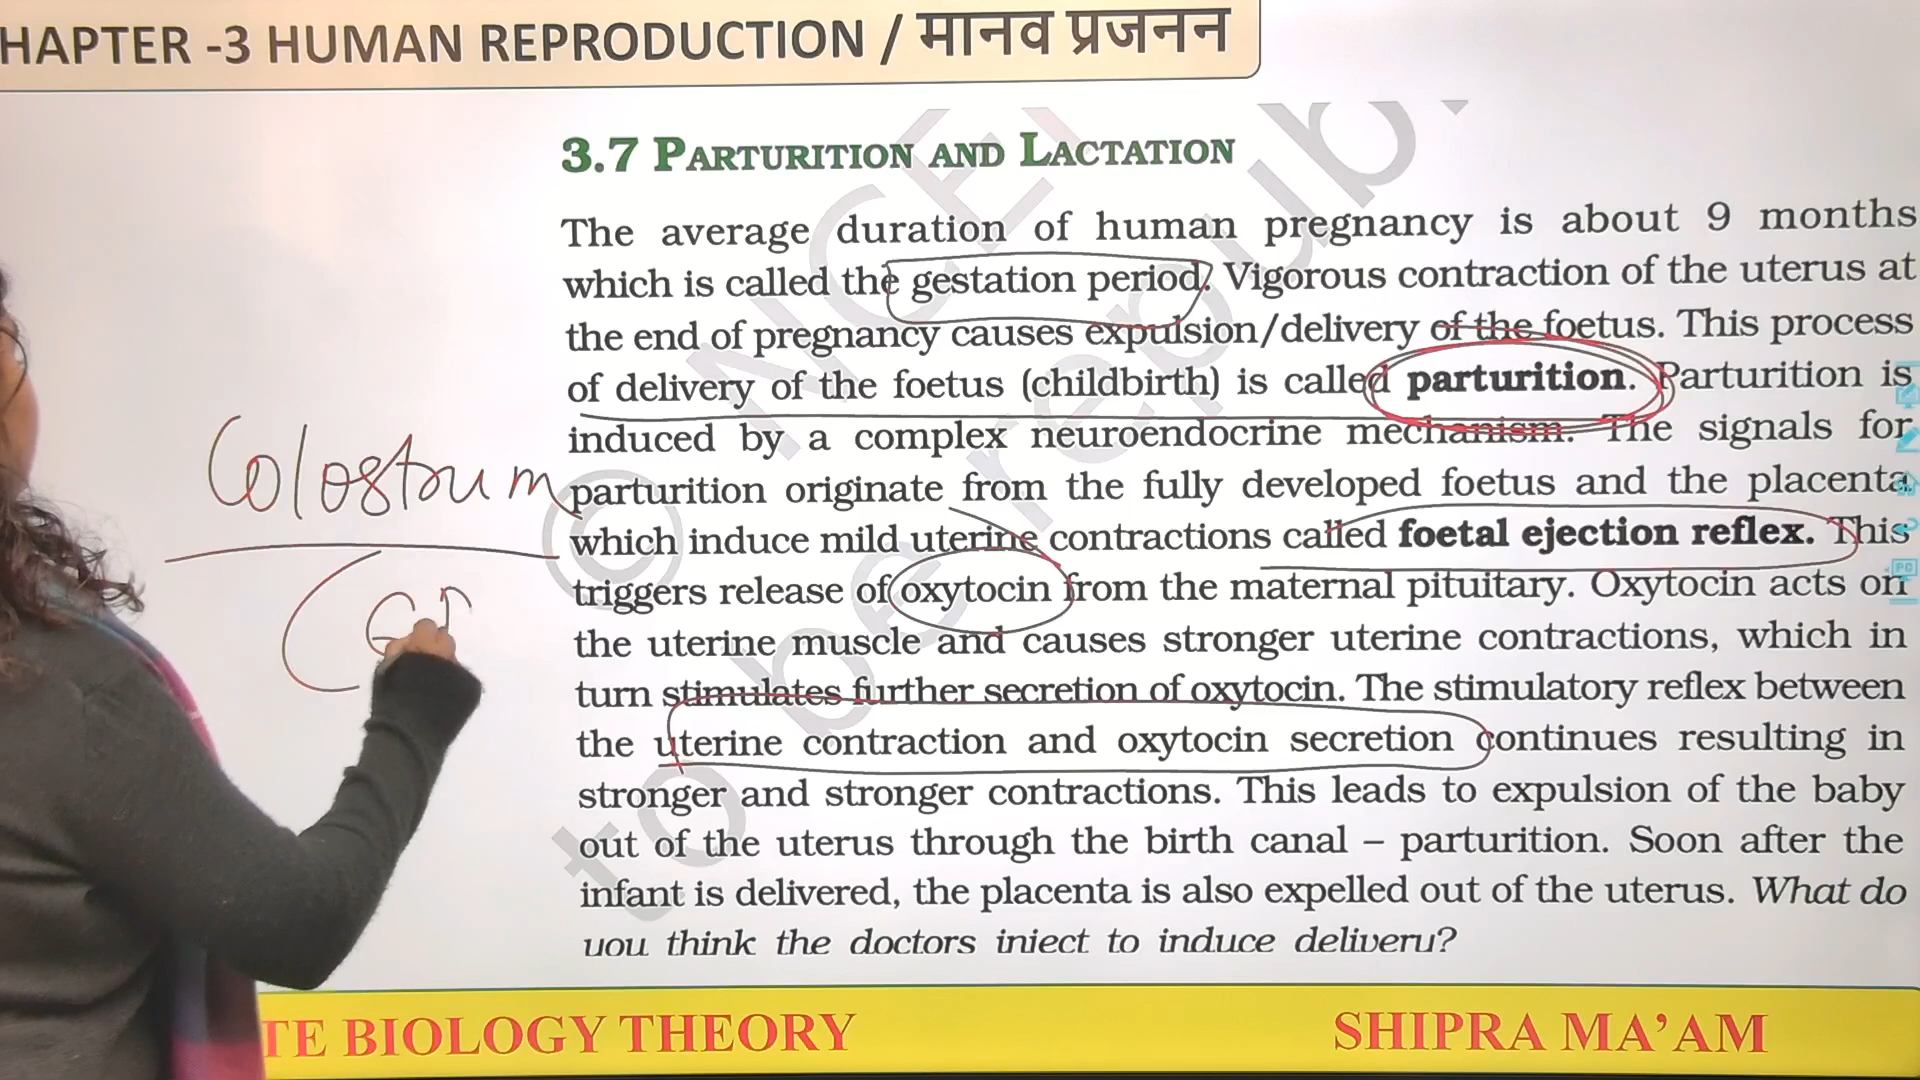 HAPTER -3 HUMAN REPRODUCTION / मानव प्रजनन
3.7 PARTURITION AND LACTATION
The average duration of human pregnancy is about 9 months
which is called the gestation period. Vigorous contraction of the uterus at
the end of pregnancy causes expulsion/delivery of the foetus. This process
of delivery of the foetus (childbirth) is called parturition. Parturition is
induced by a complex neuroendocrine mechanism. The signals for
Colostrum
parturition originate from the fully developed foetus and the placenta
which induce mild uterine contractions called foetal ejection reflex. This
triggers release of oxytocin from the maternal pituitary. Oxytocin acts on
the uterine muscle and causes stronger uterine contractions, which in
turn stimulates further secretion of oxytocin. The stimulatory reflex between
the uterine contraction and oxytocin secretion continues resulting in
stronger and stronger contractions. This leads to expulsion of the baby
out of the uterus through the birth canal – parturition. Soon after the
infant is delivered, the placenta is also expelled out of the uterus. What do
you think the doctors inject to induce delivery?
TE BIOLOGY THEORY
SHIPRA MA'AM